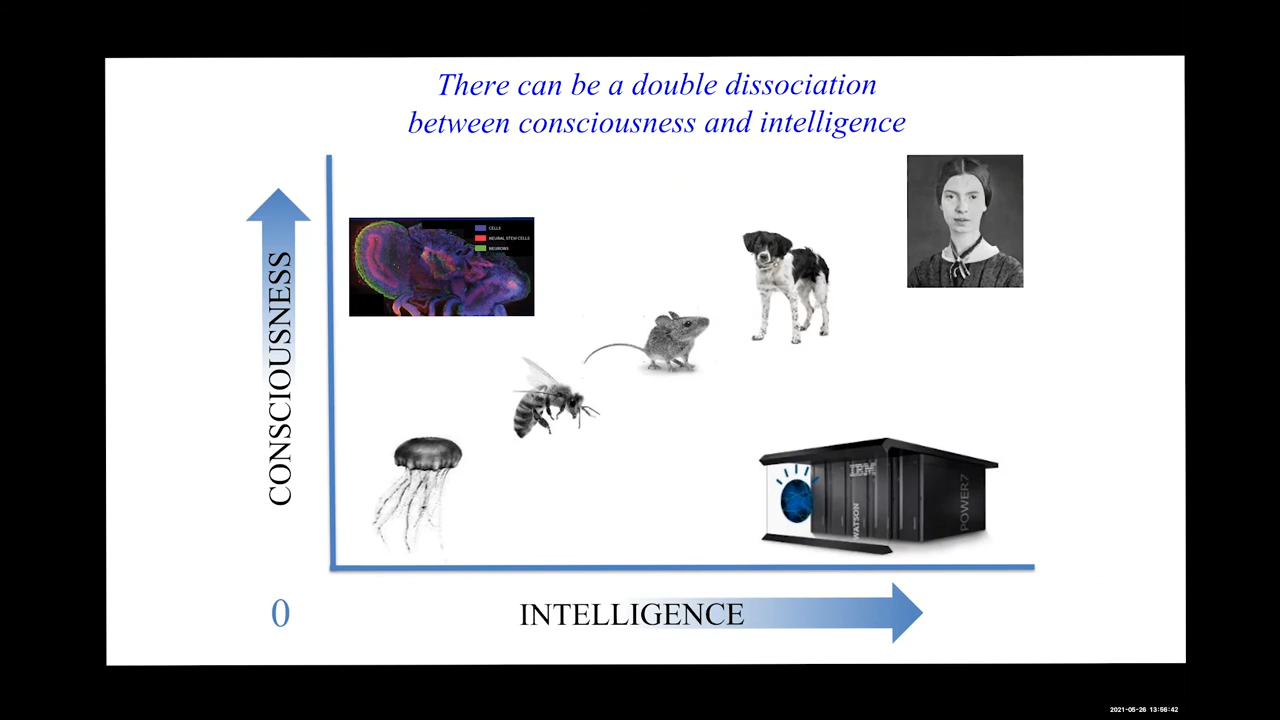 There can be a double dissociation
between consciousness and intelligence
CELLS
NEURAL STEM CELLS
NEURONS
CONSCIOUSNESS
IBM
WATSON
POWER7
0
INTELLIGENCE
2021-05-26 13:56:42